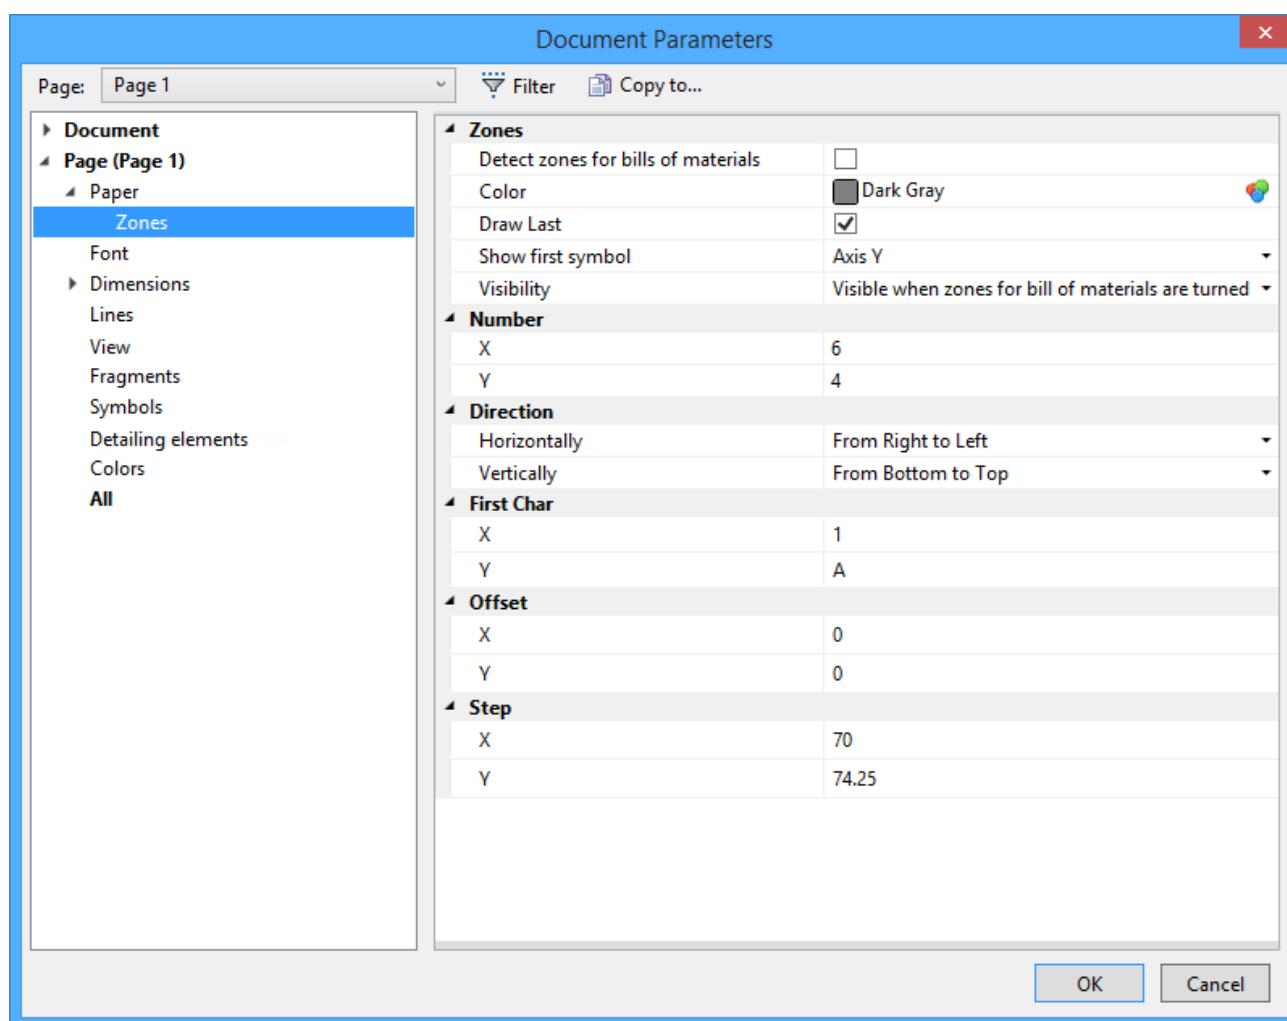 Document Parameters
Page: Page 1 Filter Copy to...
Document
Page (Page 1)
Paper
Zones
Font
Dimensions
Lines
View
Fragments
Symbols
Detailing elements
Colors
All
Zones
Detect zones for bills of materials
Color Dark Gray
Draw Last
Show first symbol Axis Y
Visibility Visible when zones for bill of materials are turned
Number
X 6
Y 4
Direction
Horizontally From Right to Left
Vertically From Bottom to Top
First Char
X 1
Y A
Offset
X 0
Y 0
Step
X 70
Y 74.25
OK Cancel